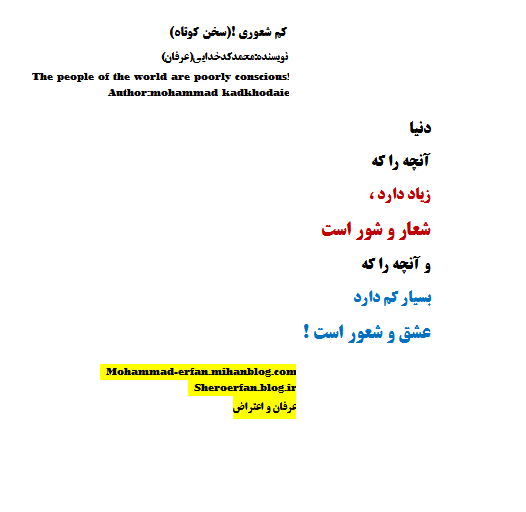 کم شعوری !(سخن کوتاه)
نویسنده:محمدکدخدایی(عرفان)
The people of the world are poorly conscious!
Author:mohammad kadkhodaie
دنیا
آنچه را که
زیاد دارد ،
شعار و شور است
و آنچه را که
بسیار کم دارد
عشق و شعور است !
Mohammad-erfan.mihanblog.com
Sheroerfan.blog.ir
عرفان و اعتراض